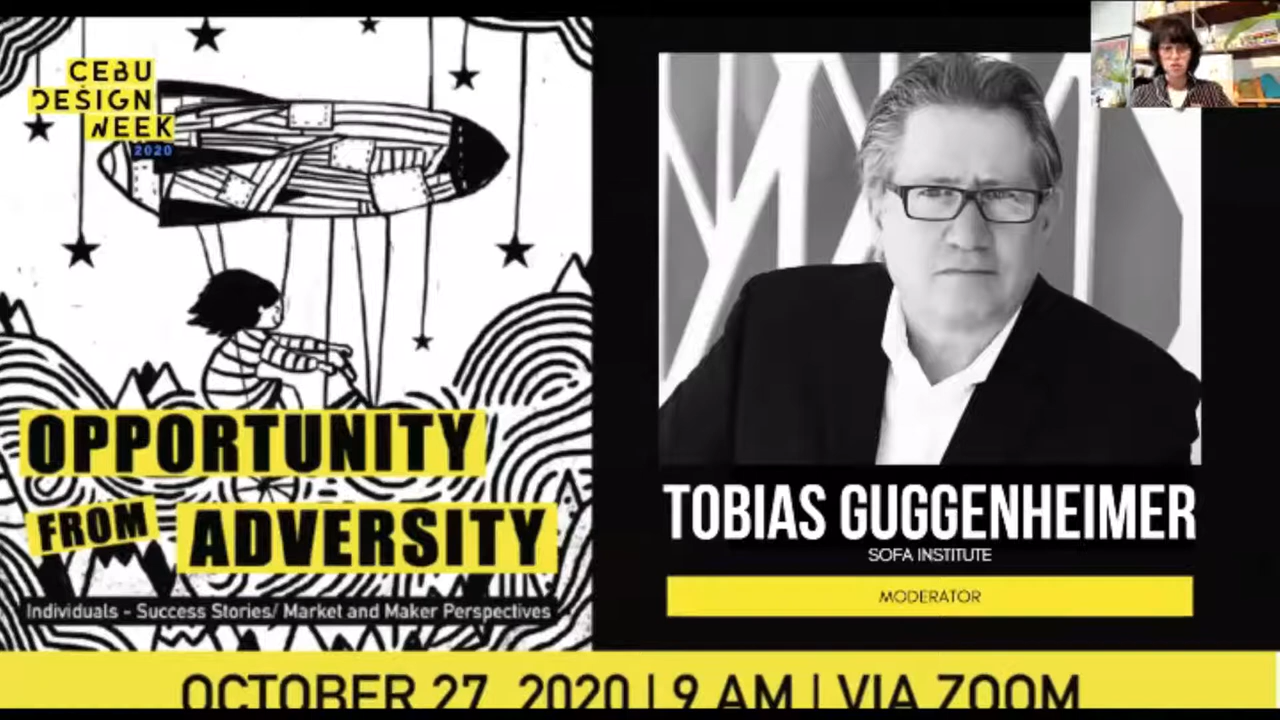 CEBU
DESIGN
WEEK
2020
OPPORTUNITY
FROM ADVERSITY
Individuals - Success Stories/ Market and Maker Perspectives
TOBIAS GUGGENHEIMER
SOFA INSTITUTE
MODERATOR
OCTOBER 27, 2020 | 9 AM | VIA ZOOM